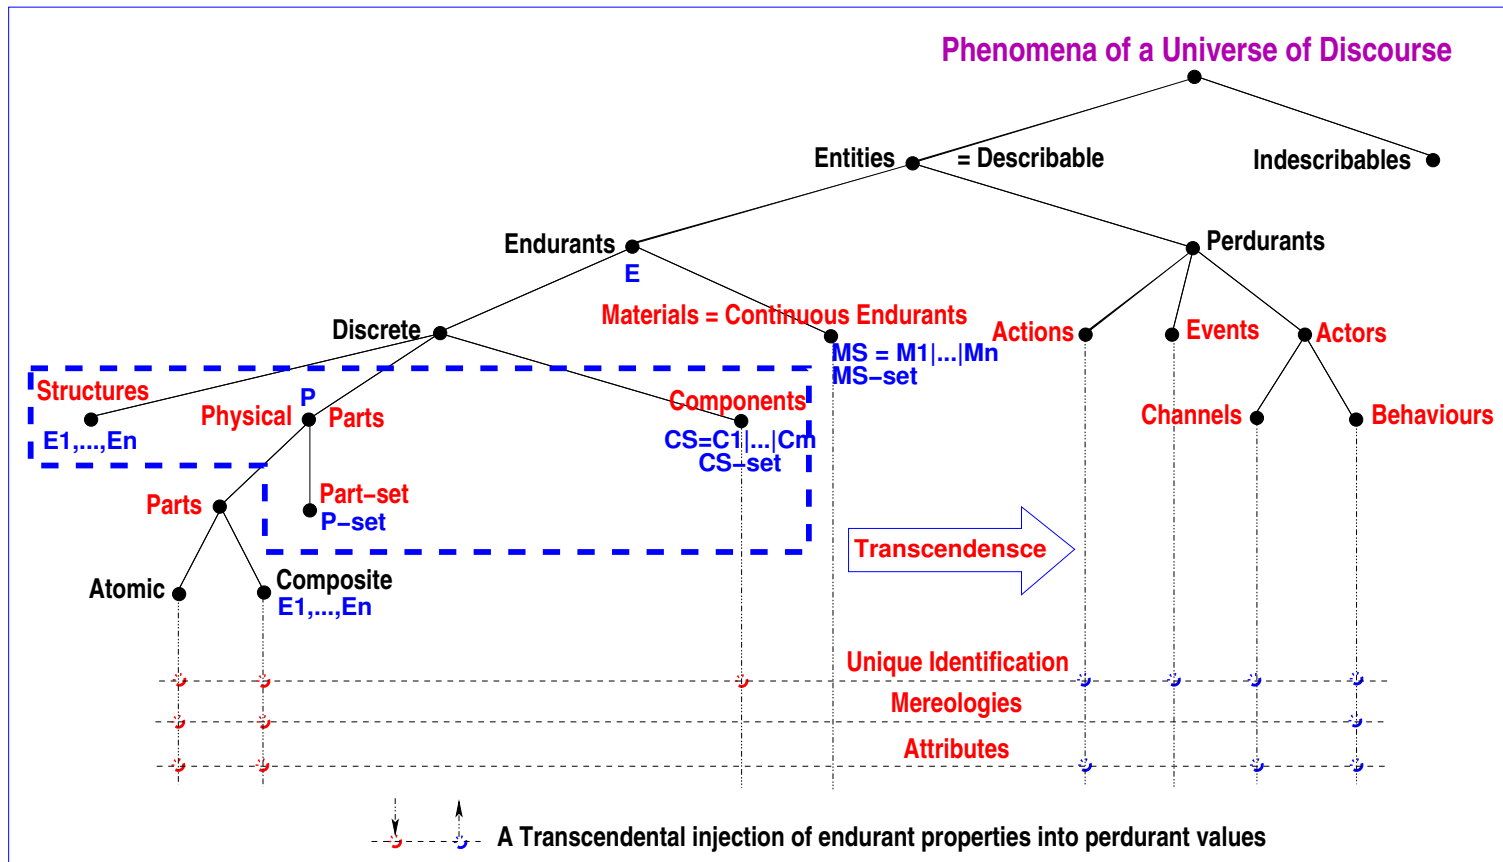 Phenomena of a Universe of Discourse
Entities = Describable
Indescribables
Endurants
E
Perdurants
Discrete
Materials = Continuous Endurants
MS = M1|...|Mn
MS-set
Actions
Events
Actors
Structures
E1,...,En
P
Physical Parts
Components
CS=C1|...|Cm
CS-set
Channels
Behaviours
Parts
Part-set
P-set
Transcendensce
Atomic
Composite
E1,...,En
Unique Identification
Mereologies
Attributes
A Transcendental injection of endurant properties into perdurant values